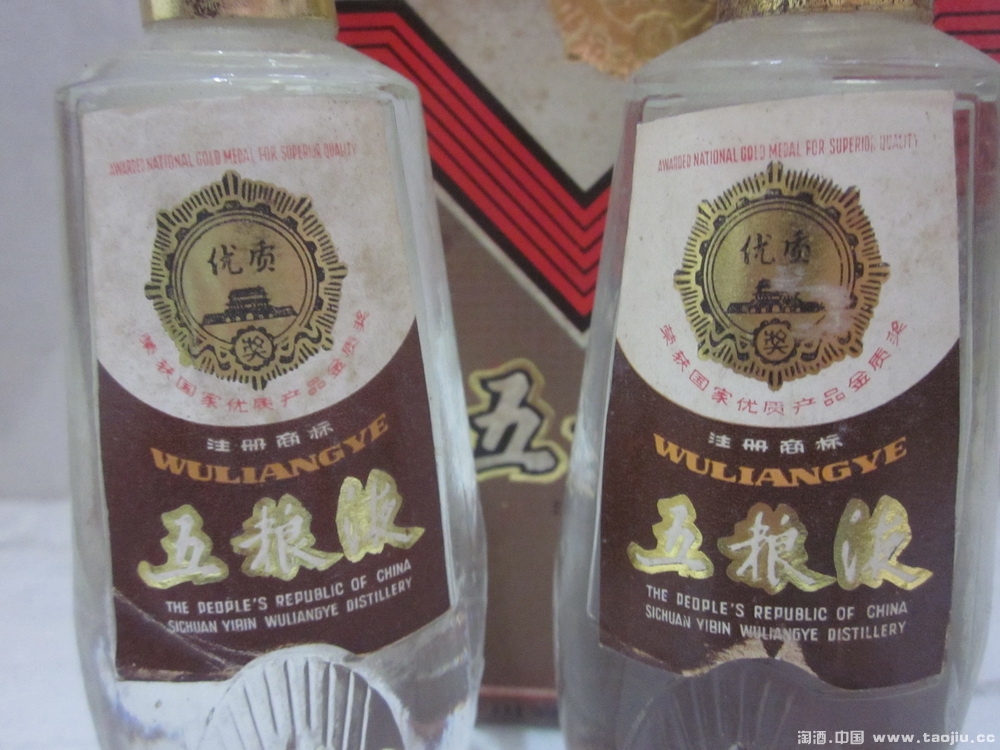 AWARDED NATIONAL GOLD MEDAL FOR SUPERIOR QUALITY
优质
奖
荣获国家优质产品金质奖
注册商标
WULIANGYE
五粮液
THE PEOPLE'S REPUBLIC OF CHINA
SICHUAN YIBIN WULIANGYE DISTILLERY
五
AWARDED NATIONAL GOLD MEDAL FOR SUPERIOR QUALITY
优质
奖
荣获国家优质产品金质奖
注册商标
WULIANGYE
五粮液
THE PEOPLE'S REPUBLIC OF CHINA
SICHUAN YIBIN WULIANGYE DISTILLERY
淘酒.中国 www.taojiu.cc